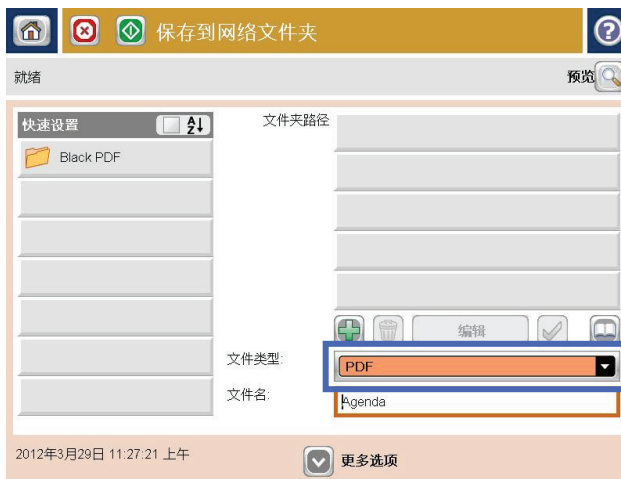 保存到网络文件夹
就绪
预览
快速设置
文件夹路径
Black PDF
编辑
文件类型:
PDF
文件名:
Agenda
2012年3月29日 11:27:21 上午
更多选项